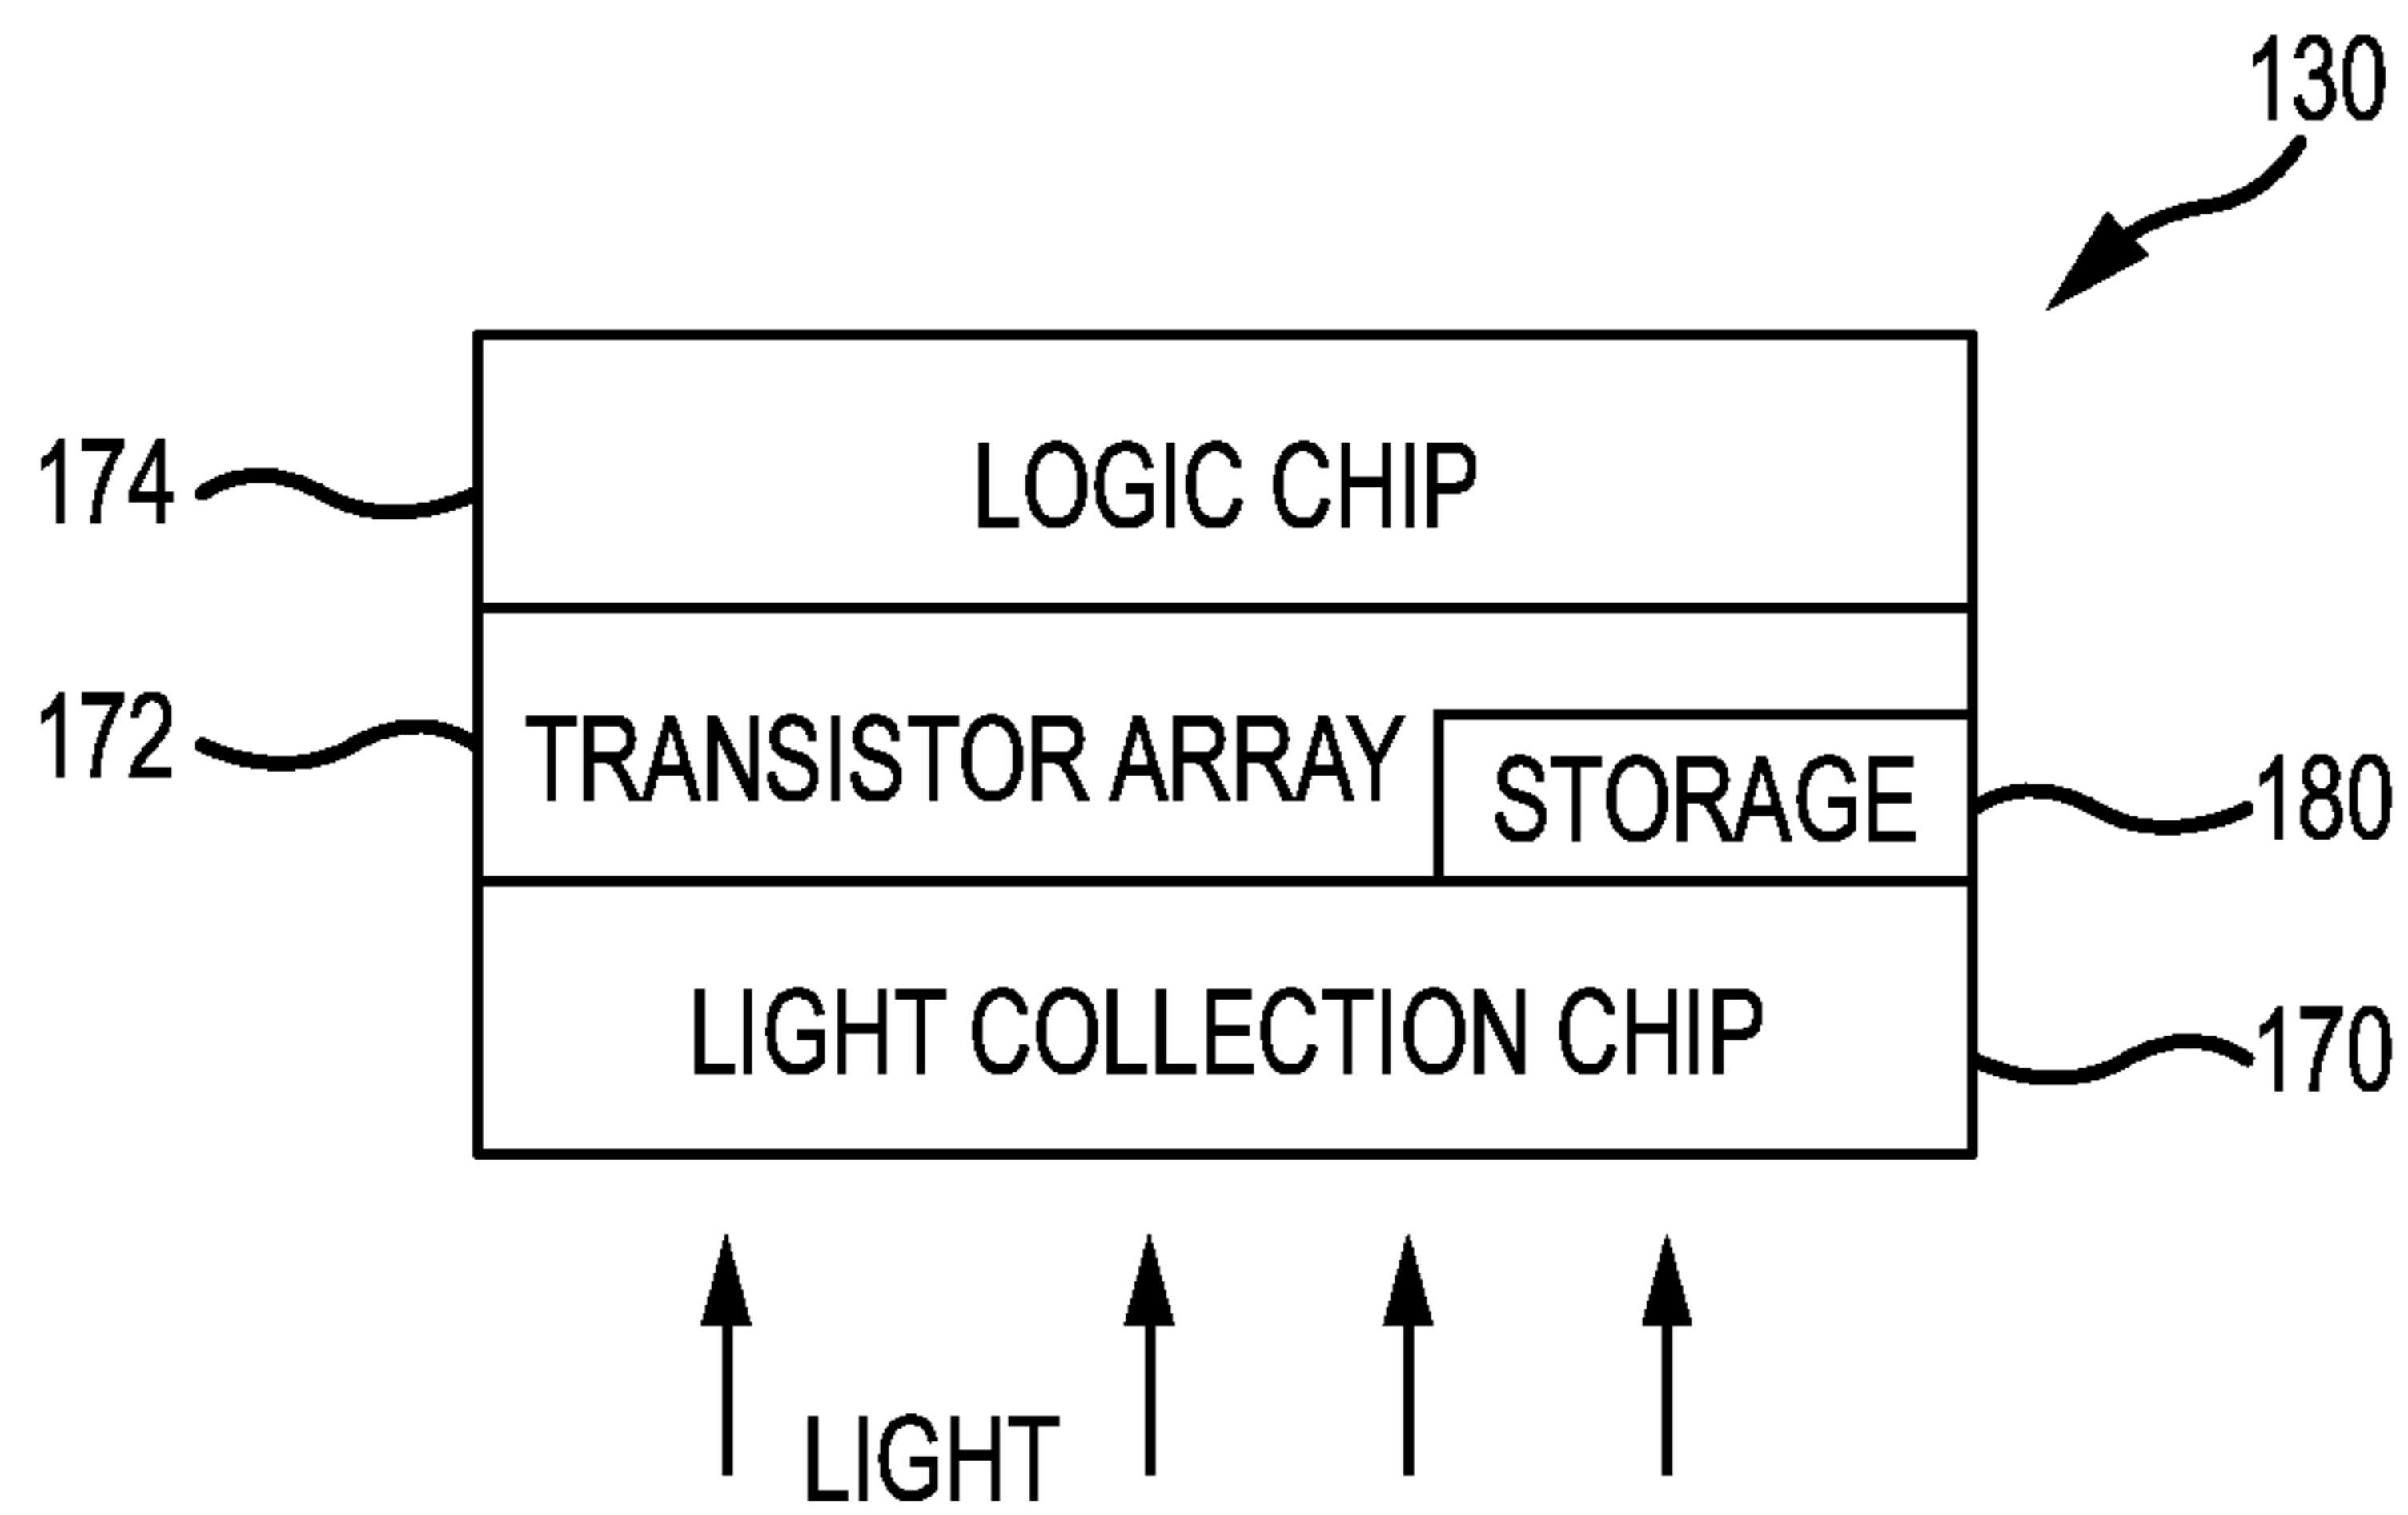 130
174
LOGIC CHIP
172
TRANSISTOR ARRAY
STORAGE
180
LIGHT COLLECTION CHIP
170
LIGHT